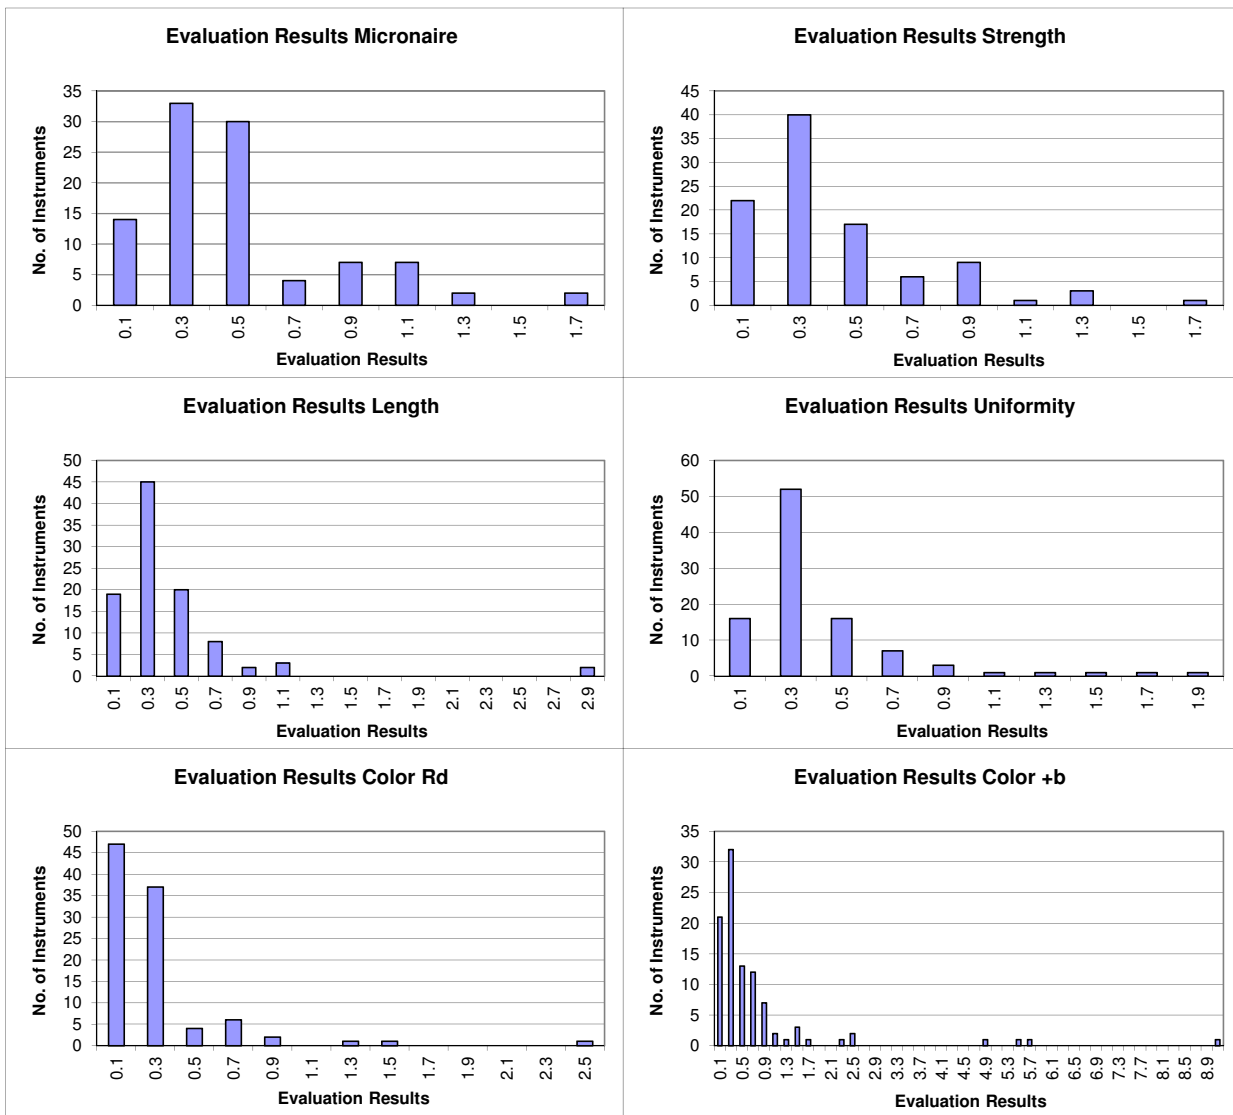 Evaluation Results Micronaire
No. of Instruments
35
30
25
20
15
10
5
0
0.1 0.3 0.5 0.7 0.9 1.1 1.3 1.5 1.7
Evaluation Results
Evaluation Results Strength
No. of Instruments
45
40
35
30
25
20
15
10
5
0
0.1 0.3 0.5 0.7 0.9 1.1 1.3 1.5 1.7
Evaluation Results
Evaluation Results Length
No. of Instruments
50
45
40
35
30
25
20
15
10
5
0
0.1 0.3 0.5 0.7 0.9 1.1 1.3 1.5 1.7 1.9 2.1 2.3 2.5 2.7 2.9
Evaluation Results
Evaluation Results Uniformity
No. of Instruments
60
50
40
30
20
10
0
0.1 0.3 0.5 0.7 0.9 1.1 1.3 1.5 1.7 1.9
Evaluation Results
Evaluation Results Color Rd
No. of Instruments
50
45
40
35
30
25
20
15
10
5
0
0.1 0.3 0.5 0.7 0.9 1.1 1.3 1.5 1.7 1.9 2.1 2.3 2.5
Evaluation Results
Evaluation Results Color +b
No. of Instruments
35
30
25
20
15
10
5
0
0.1 0.5 0.9 1.3 1.7 2.1 2.5 2.9 3.3 3.7 4.1 4.5 4.9 5.3 5.7 6.1 6.5 6.9 7.3 7.7 8.1 8.5 8.9
Evaluation Results